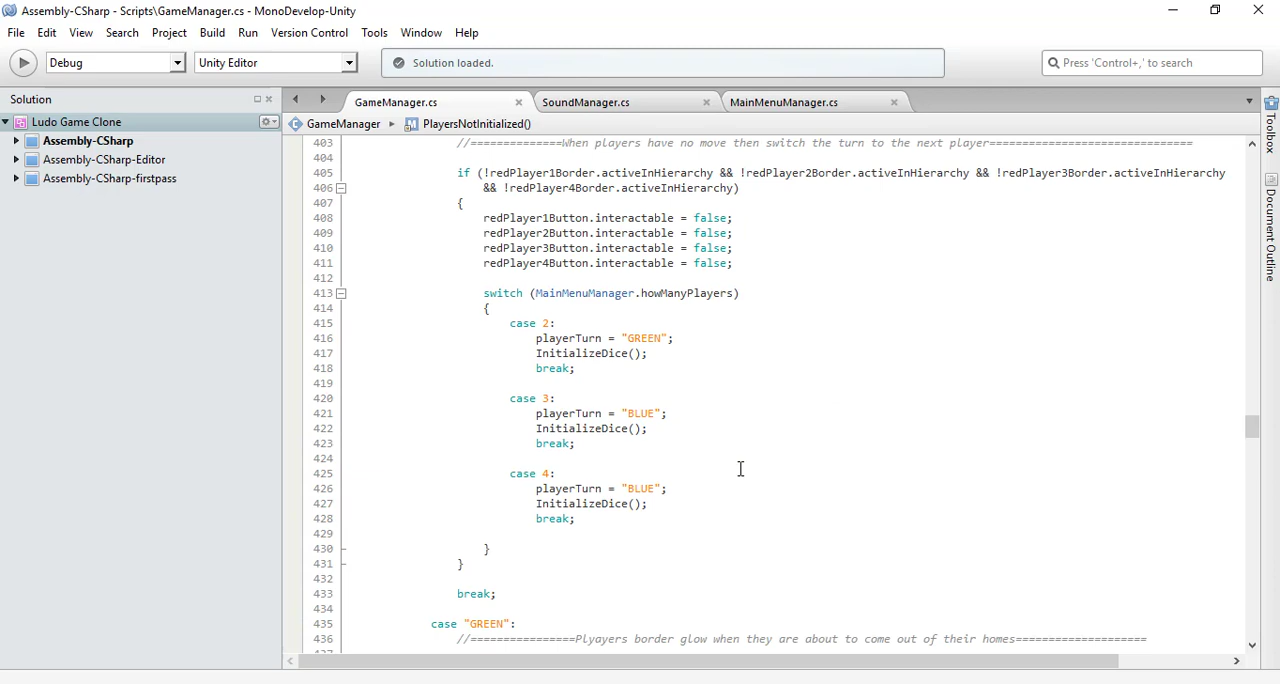 Assembly-CSharp - Scripts\GameManager.cs - MonoDevelop-Unity
File Edit View Search Project Build Run Version Control Tools Window Help
Debug Unity Editor Solution loaded. Press 'Control+,' to search
Solution GameManager.cs SoundManager.cs MainMenuManager.cs
Ludo Game Clone GameManager PlayersNotInitialized()
Assembly-CSharp
Assembly-CSharp-Editor
Assembly-CSharp-firstpass
Toolbox
Document Outline
403 //==============When players have no move then switch the turn to the next player===============================
404
405 if (!redPlayer1Border.activeInHierarchy && !redPlayer2Border.activeInHierarchy && !redPlayer3Border.activeInHierarchy
406 && !redPlayer4Border.activeInHierarchy)
407 {
408 redPlayer1Button.interactable = false;
409 redPlayer2Button.interactable = false;
410 redPlayer3Button.interactable = false;
411 redPlayer4Button.interactable = false;
412
413 switch (MainMenuManager.howManyPlayers)
414 {
415 case 2:
416 playerTurn = "GREEN";
417 InitializeDice();
418 break;
419
420 case 3:
421 playerTurn = "BLUE";
422 InitializeDice();
423 break;
424
425 case 4:
426 playerTurn = "BLUE";
427 InitializeDice();
428 break;
429
430 }
431 }
432
433 break;
434
435 case "GREEN":
436 //================Plyayers border glow when they are about to come out of their homes====================